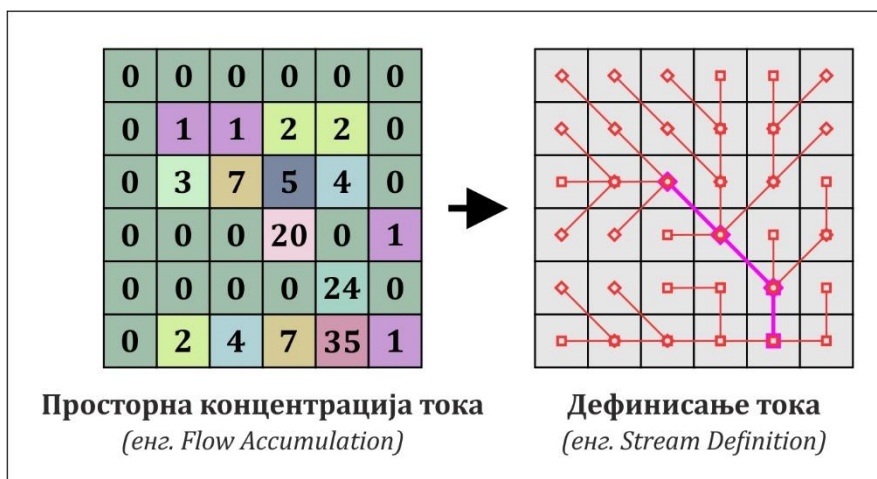 0 0 0 0 0 0
0 1 1 2 2 0
0 3 7 5 4 0
0 0 0 20 0 1
0 0 0 0 24 0
0 2 4 7 35 1
Просторна концентрација тока
(енг. Flow Accumulation)
Дефинисање тока
(енг. Stream Definition)